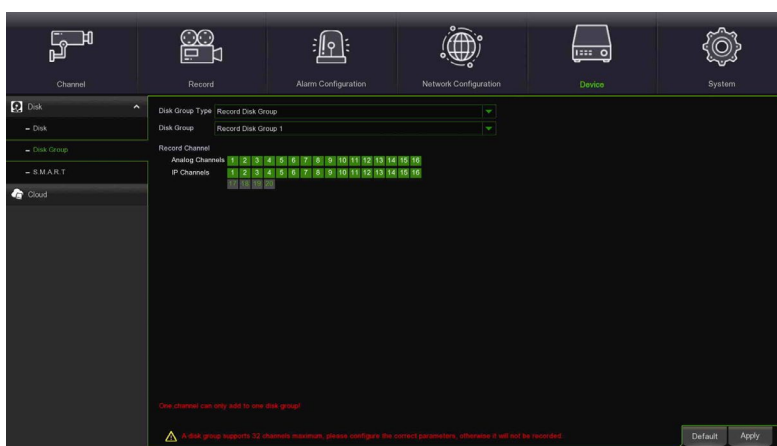 Channel Record Alarm Configuration Network Configuration Device System
Disk
– Disk
– Disk Group
– S.M.A.R.T
Cloud
Disk Group Type Record Disk Group
Disk Group Record Disk Group 1
Record Channel
Analog Channels 1 2 3 4 5 6 7 8 9 10 11 12 13 14 15 16
IP Channels 1 2 3 4 5 6 7 8 9 10 11 12 13 14 15 16
17 18 19 20
One channel can only add to one disk group!
A disk group supports 32 channels maximum, please configure the correct parameters, otherwise it will not be recorded.
Default Apply